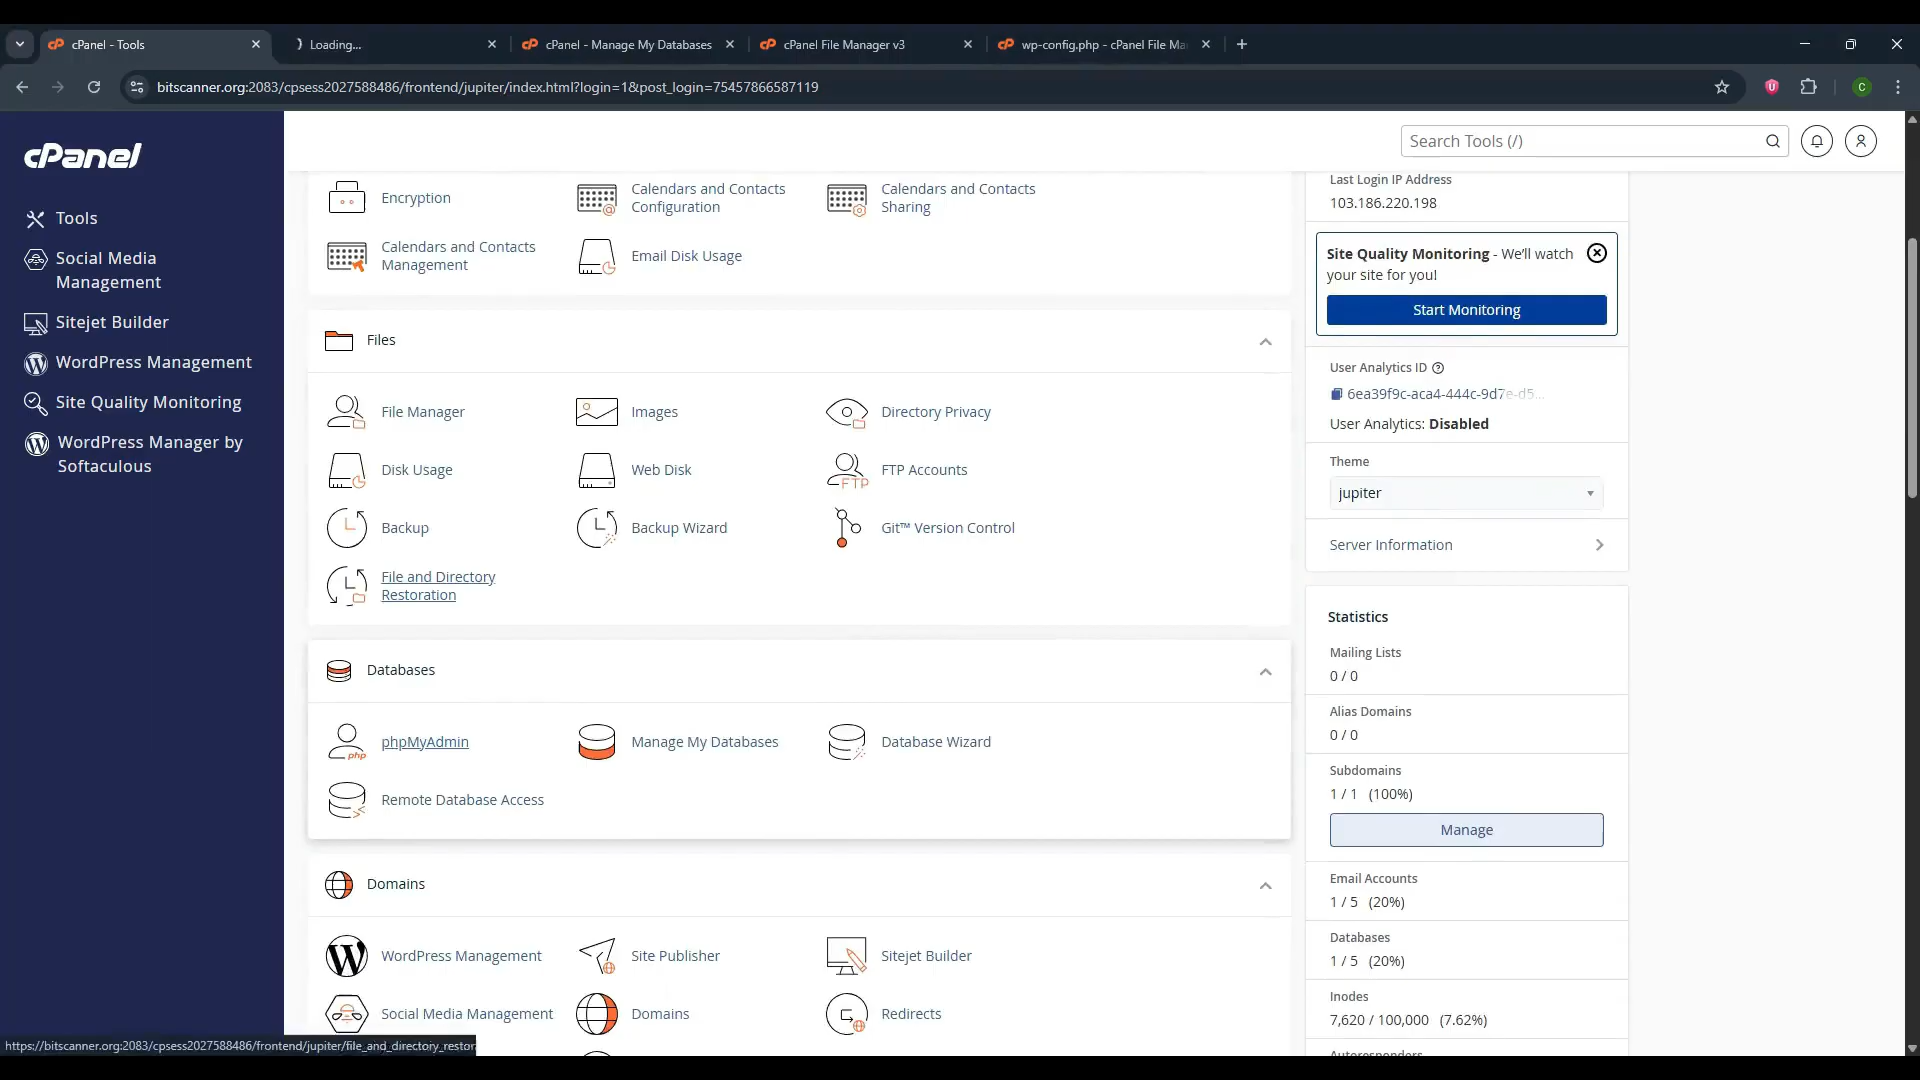 cPanel - Tools
Loading...
cPanel - Manage My Databases
cPanel File Manager v3
wp-config.php - cPanel File Ma
bitscanner.org:2083/cpsess2027588486/frontend/jupiter/index.html?login=1&post_login=75457866587119
C
cPanel
Search Tools (/)
Tools
Social Media
Management
Sitejet Builder
WordPress Management
Site Quality Monitoring
WordPress Manager by
Softaculous
Encryption
Calendars and Contacts
Configuration
Calendars and Contacts
Sharing
Calendars and Contacts
Management
Email Disk Usage
Files
File Manager
Images
Directory Privacy
Disk Usage
Web Disk
FTP
FTP Accounts
Backup
Backup Wizard
Git™ Version Control
File and Directory
Restoration
Databases
php
phpMyAdmin
Manage My Databases
Database Wizard
Remote Database Access
Domains
WordPress Management
Site Publisher
Sitejet Builder
Social Media Management
Domains
Redirects
Last Login IP Address
103.186.220.198
Site Quality Monitoring - We'll watch
your site for you!
Start Monitoring
User Analytics ID
6ea39f9c-aca4-444c-9d7e-d5...
User Analytics: Disabled
Theme
jupiter
Server Information
Statistics
Mailing Lists
0 / 0
Alias Domains
0 / 0
Subdomains
1 / 1 (100%)
Manage
Email Accounts
1 / 5 (20%)
Databases
1 / 5 (20%)
Inodes
7,620 / 100,000 (7.62%)
Autoresponders
https://bitscanner.org:2083/cpsess2027588486/frontend/jupiter/file_and_directory_restor